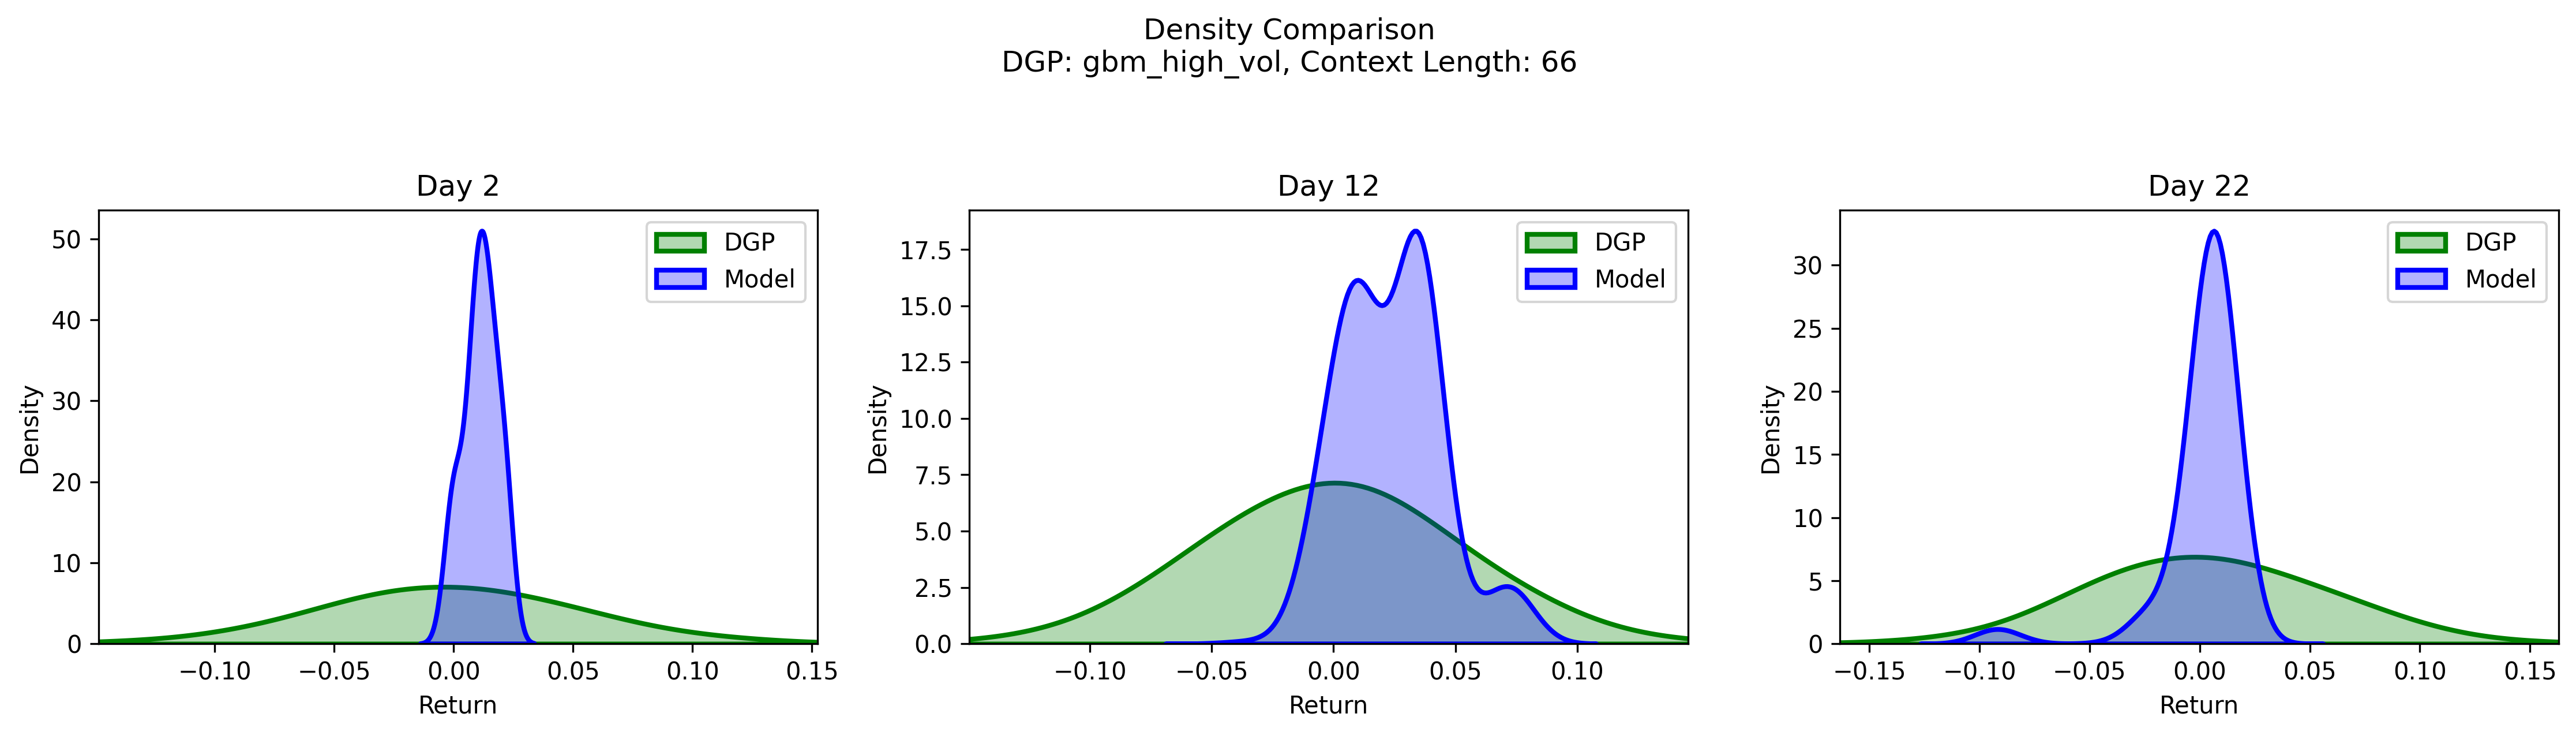 Density Comparison
DGP: gbm_high_vol, Context Length: 66
Day 2
Density
50
40
30
20
10
0
−0.10
−0.05
0.00
0.05
0.10
0.15
Return
DGP
Model
Day 12
Density
17.5
15.0
12.5
10.0
7.5
5.0
2.5
0.0
−0.10
−0.05
0.00
0.05
0.10
Return
DGP
Model
Day 22
Density
30
25
20
15
10
5
0
−0.15
−0.10
−0.05
0.00
0.05
0.10
0.15
Return
DGP
Model